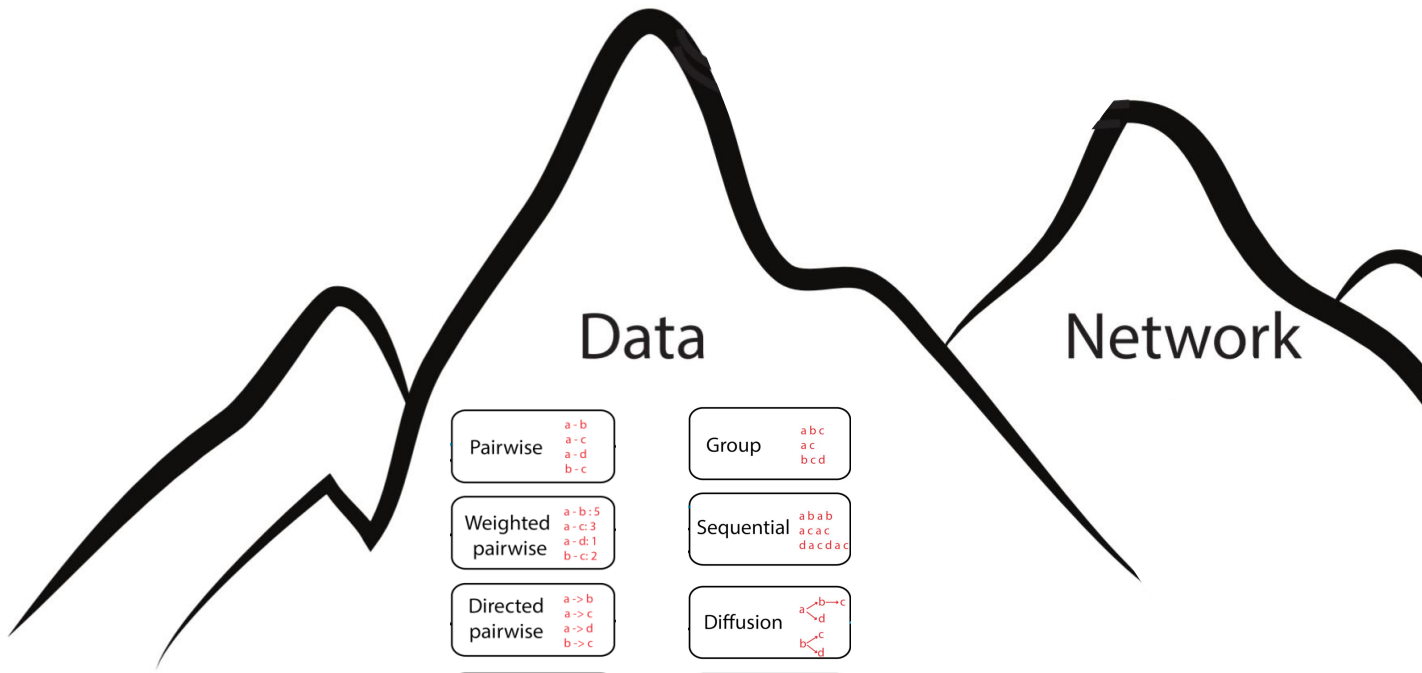 Data
Network
Pairwise
a - b
a - c
a - d
b - c
Group
a b c
a c
b c d
Weighted
pairwise
a - b : 5
a - c: 3
a - d: 1
b - c: 2
Sequential
a b a b
a c a c
d a c d a c
Directed
pairwise
a -> b
a -> c
a -> d
b -> c
Diffusion
a b c
d
b c
d